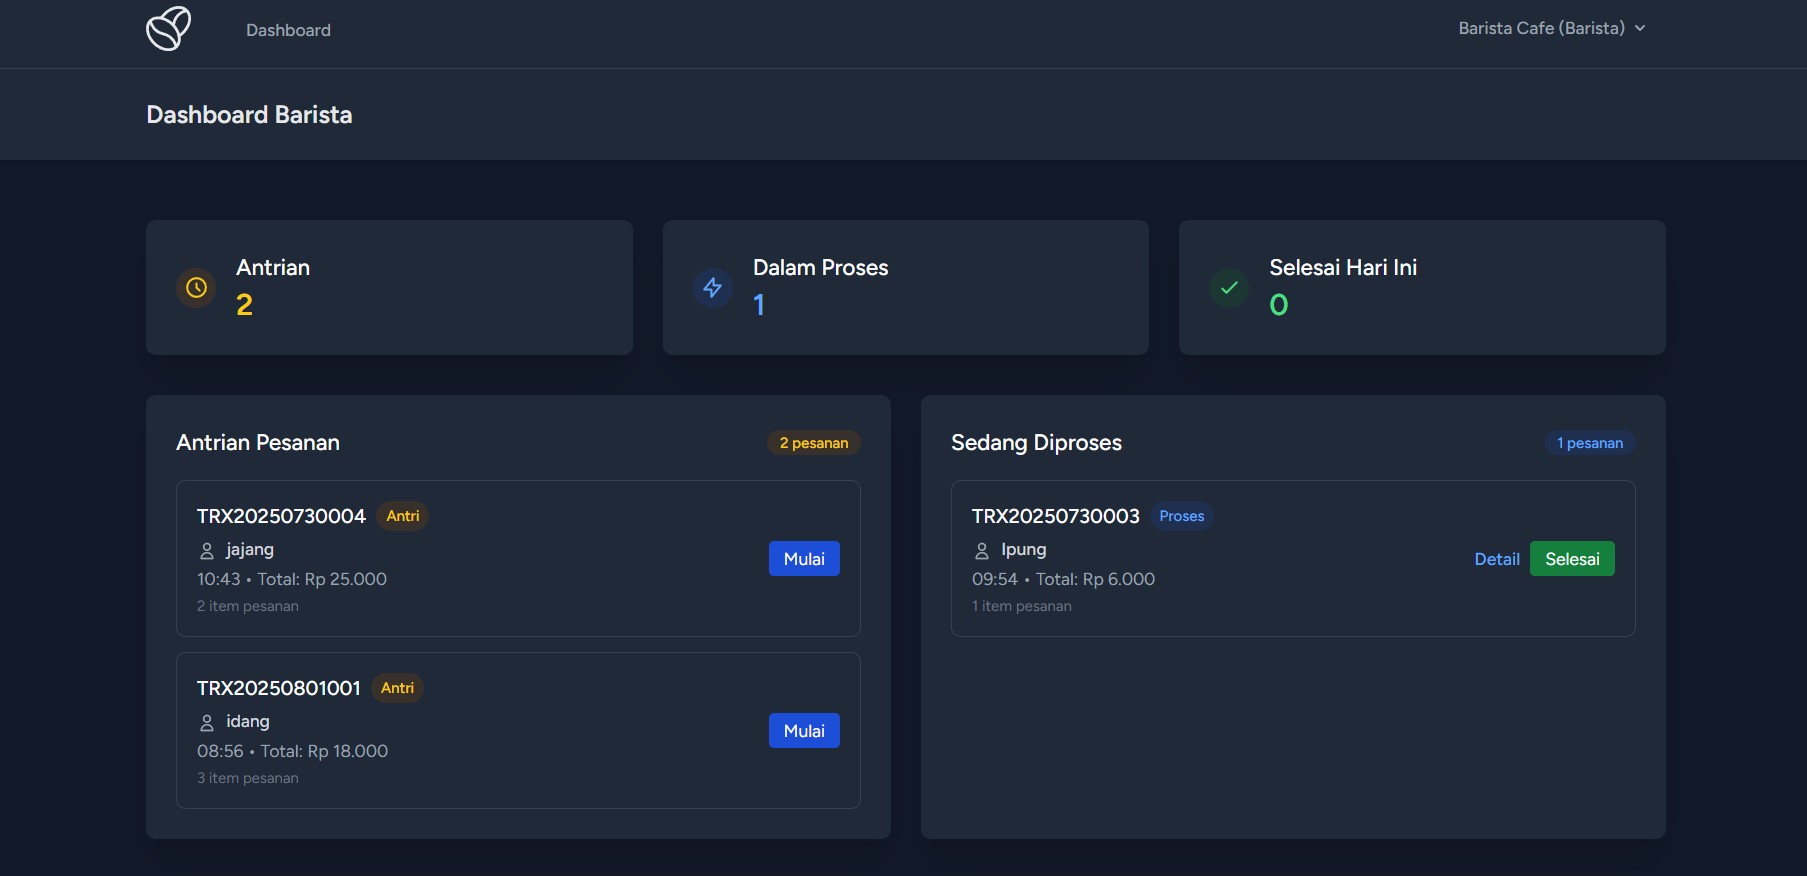 Dashboard
Barista Cafe (Barista)
Dashboard Barista
Antrian
2
Dalam Proses
1
Selesai Hari Ini
0
Antrian Pesanan
2 pesanan
TRX20250730004 Antri
jajang
10:43 • Total: Rp 25.000
2 item pesanan
Mulai
TRX20250801001 Antri
idang
08:56 • Total: Rp 18.000
3 item pesanan
Mulai
Sedang Diproses
1 pesanan
TRX20250730003 Proses
Ipung
09:54 • Total: Rp 6.000
1 item pesanan
Detail Selesai